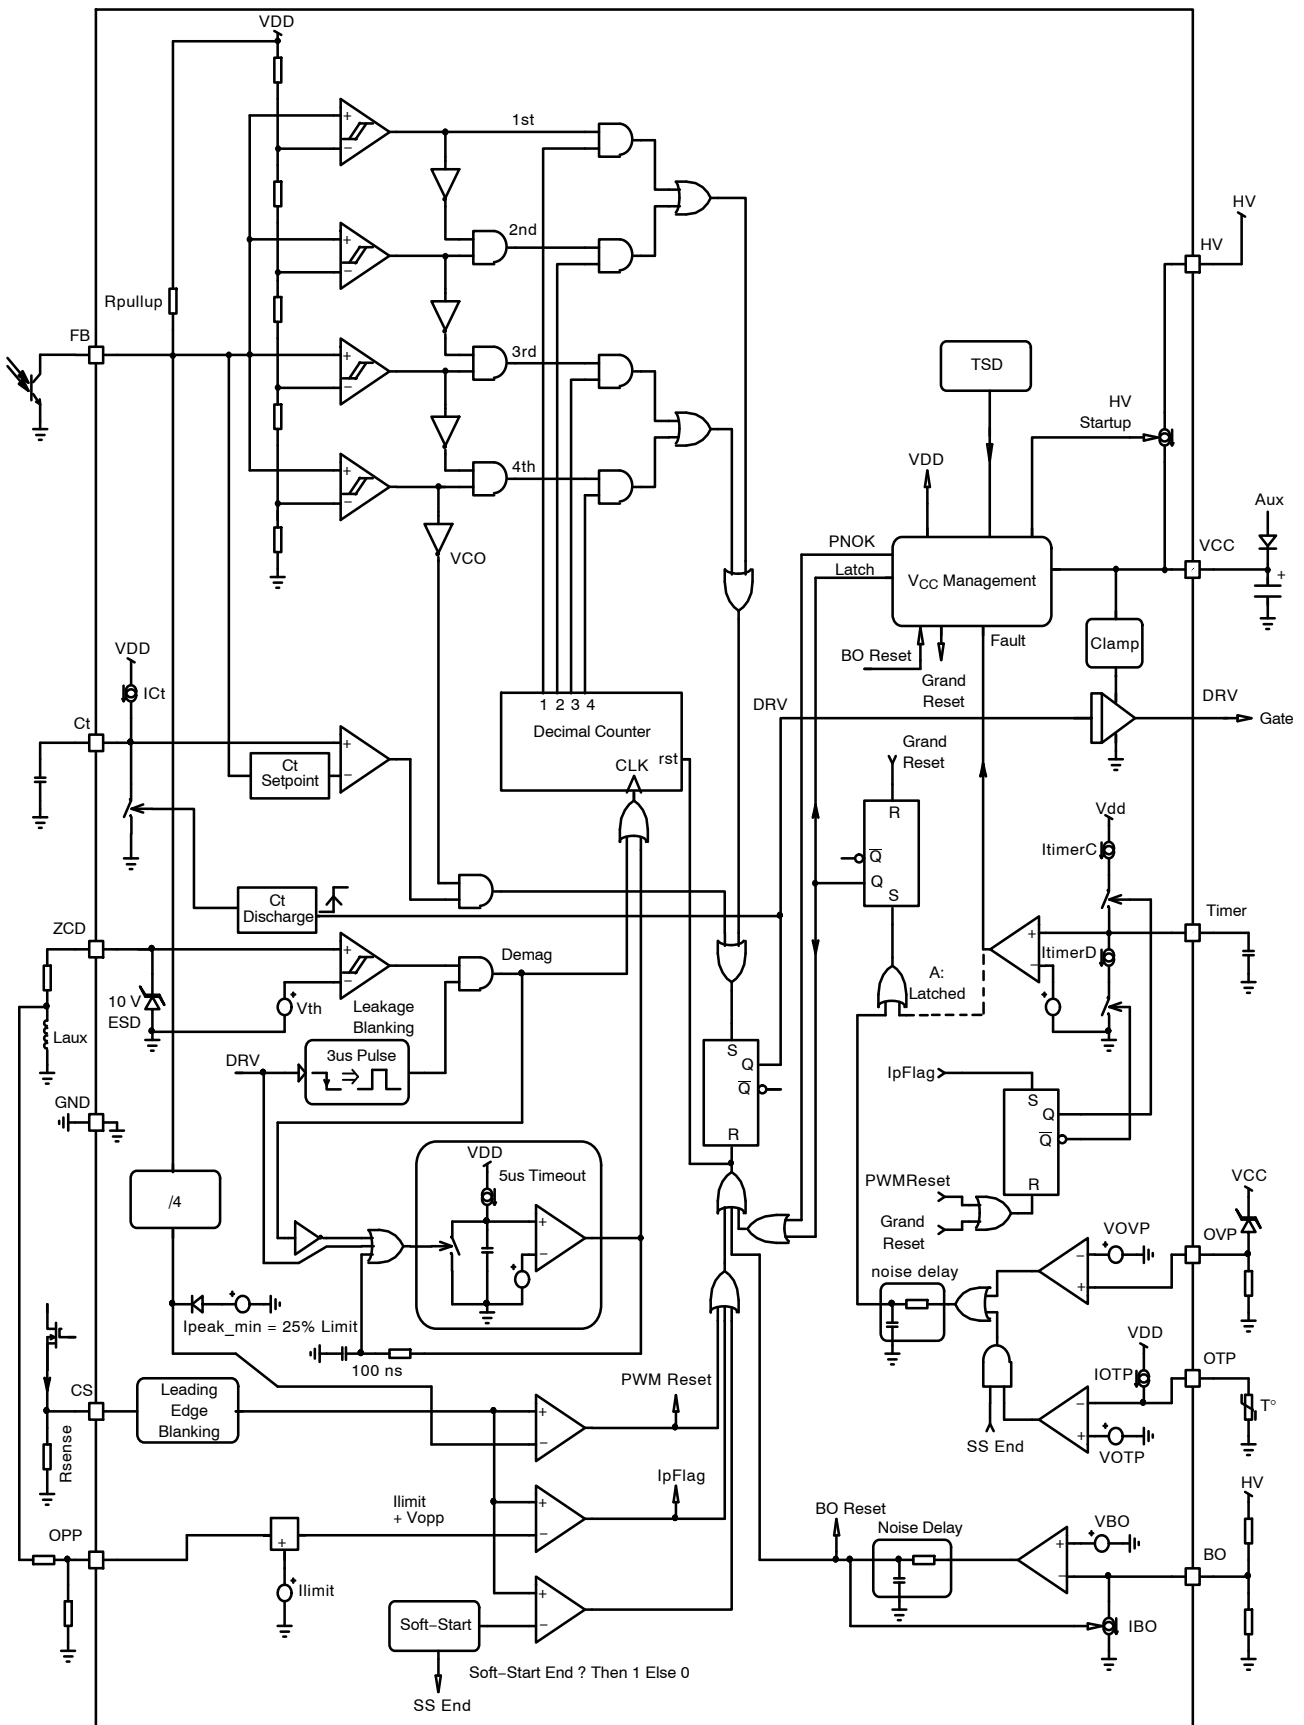 VDD
HV
1st
2nd
HV
Rpullup
FB
3rd
TSD
HV
Startup
4th
VDD
Aux
VCO
PNOK
VCC
Latch
VCC Management
Fault
BO Reset
Grand
Reset
Clamp
VDD
ICt
1 2 3 4
Decimal Counter
DRV
DRV
Gate
Ct
rst
CLK
Grand
Reset
Ct
Setpoint
+
−
R
Q
Q
S
Vdd
ItimerC
Ct
Discharge
Timer
ZCD
Demag
ItimerD
A:
Latched
10 V
ESD
Vth
Leakage
Blanking
Laux
DRV
3us Pulse
S
Q
Q
R
IpFlag
S
Q
Q
R
GND
VDD
5us Timeout
/4
PWMReset
Grand
Reset
VCC
VOVP
OVP
noise delay
Ipeak_min = 25% Limit
100 ns
VDD
OTP
IOTP
PWM Reset
CS
Leading
Edge
Blanking
Rsense
T°
SS End
VOTP
IpFlag
HV
Ilimit
+ Vopp
BO Reset
Noise Delay
VBO
OPP
BO
+
Ilimit
Soft−Start
IBO
Soft−Start End ? Then 1 Else 0
SS End